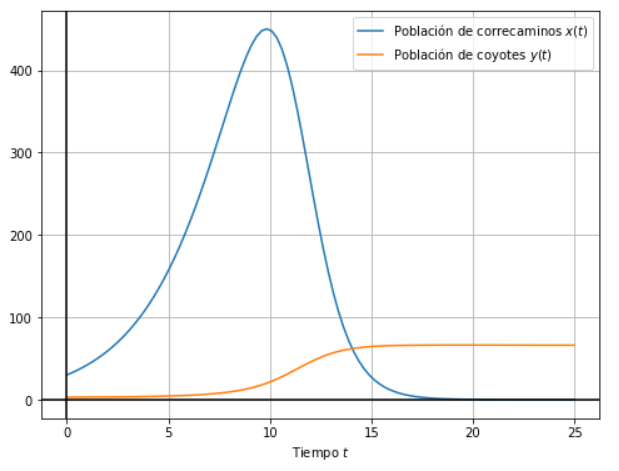 Población de correcaminos x(t)
Población de coyotes y(t)
400
300
200
100
0
0 5 10 15 20 25
Tiempo t